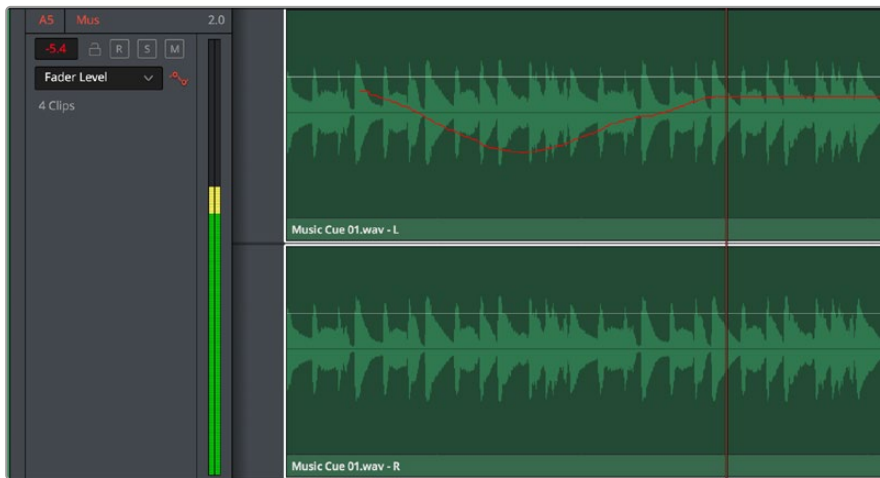 A5 Mus 2.0
-5.4 R S M
Fader Level
4 Clips
Music Cue 01.wav - L
Music Cue 01.wav - R